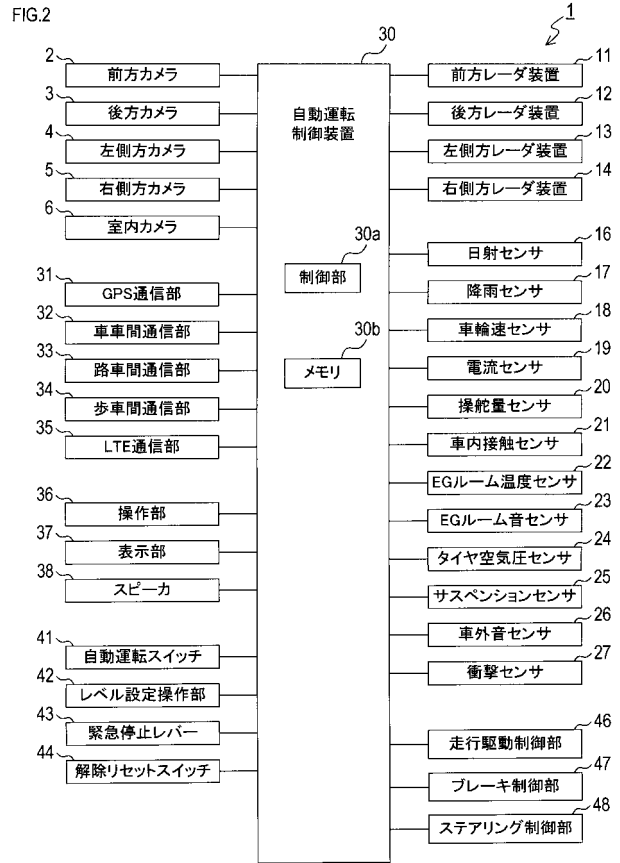 FIG.2
1
30
自動運転
制御装置
30a
制御部
30b
メモリ
2
前方カメラ
3
後方カメラ
4
左側方カメラ
5
右側方カメラ
6
室内カメラ
31
GPS通信部
32
車車間通信部
33
路車間通信部
34
歩車間通信部
35
LTE通信部
36
操作部
37
表示部
38
スピーカ
41
自動運転スイッチ
42
レベル設定操作部
43
緊急停止レバー
44
解除リセットスイッチ
11
前方レーダ装置
12
後方レーダ装置
13
左側方レーダ装置
14
右側方レーダ装置
16
日射センサ
17
降雨センサ
18
車輪速センサ
19
電流センサ
20
操舵量センサ
21
車内接触センサ
22
EGルーム温度センサ
23
EGルーム音センサ
24
タイヤ空気圧センサ
25
サスペンションセンサ
26
車外音センサ
27
衝撃センサ
46
走行駆動制御部
47
ブレーキ制御部
48
ステアリング制御部